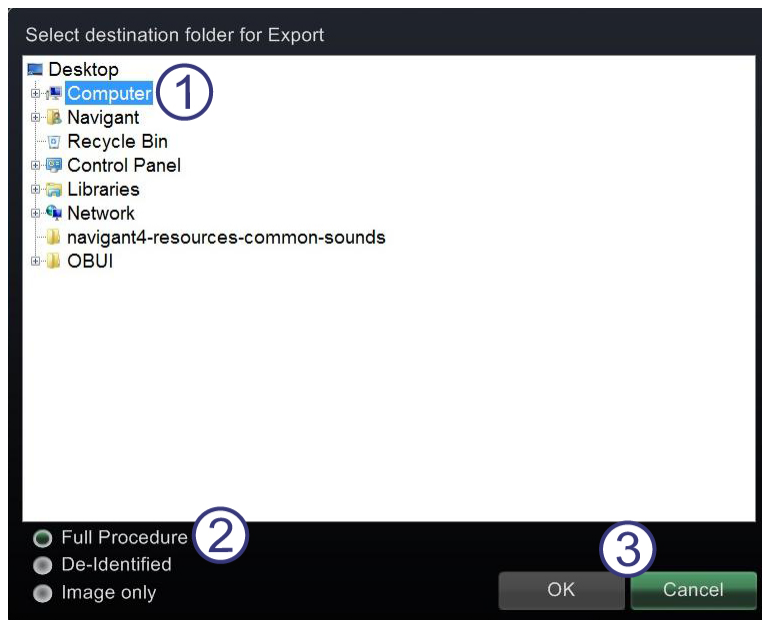 Select destination folder for Export
Desktop
Computer 1
Navigant
Recycle Bin
Control Panel
Libraries
Network
navigant4-resources-common-sounds
OBUI
Full Procedure 2
De-Identified
3
Image only
OK Cancel